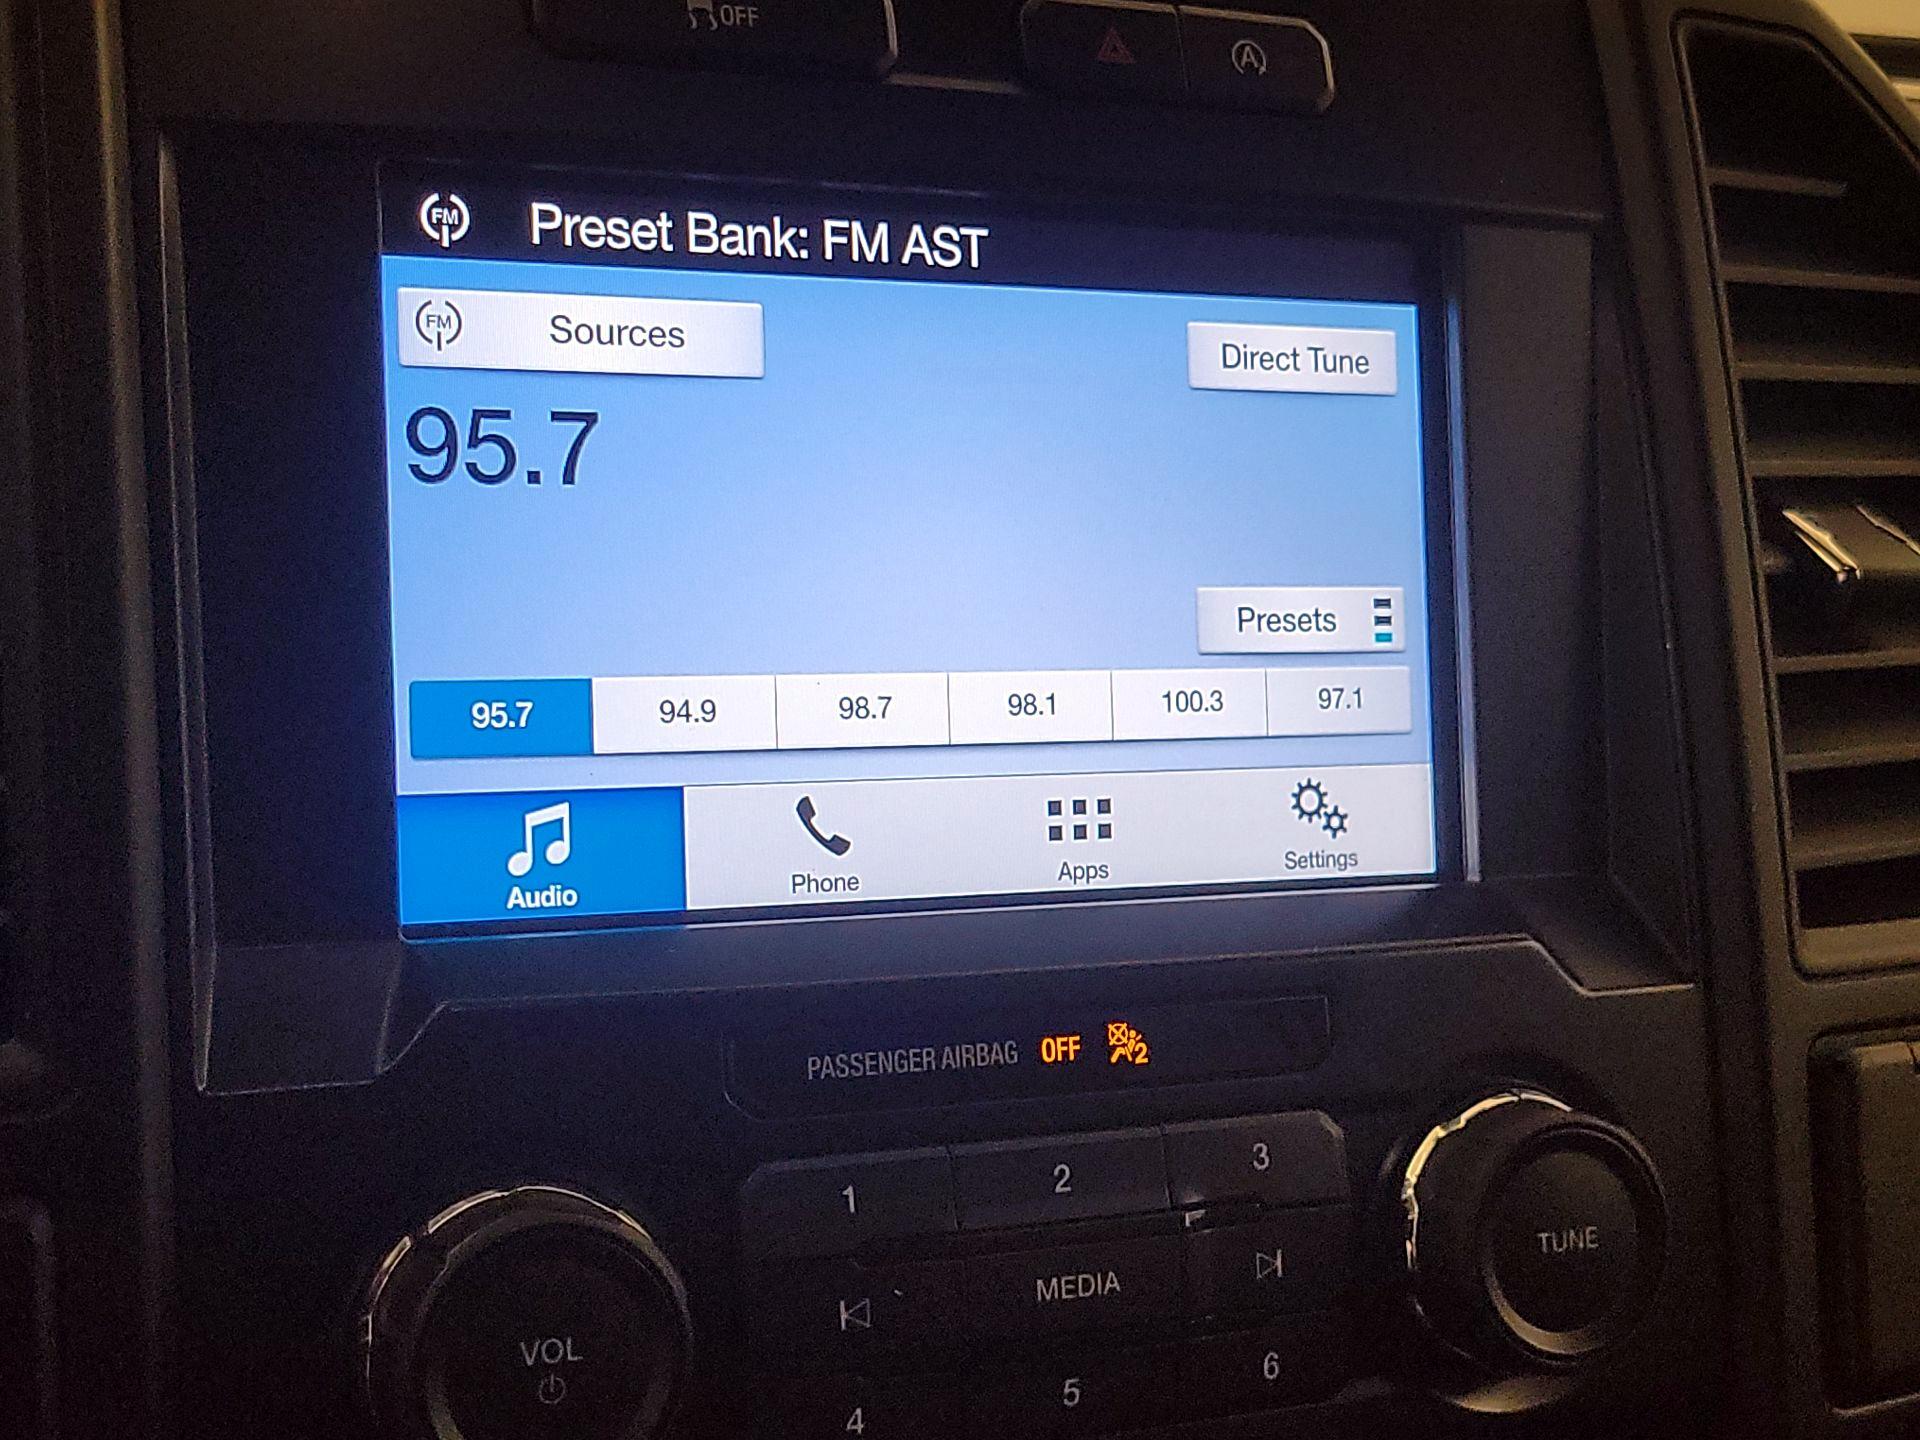 OFF
A
FM Preset Bank: FM AST
FM Sources
Direct Tune
95.7
Presets
95.7 94.9 98.7 98.1 100.3 97.1
Audio Phone Apps Settings
PASSENGER AIRBAG OFF 2
1 2 3
MEDIA
TUNE
VOL
4 5 6